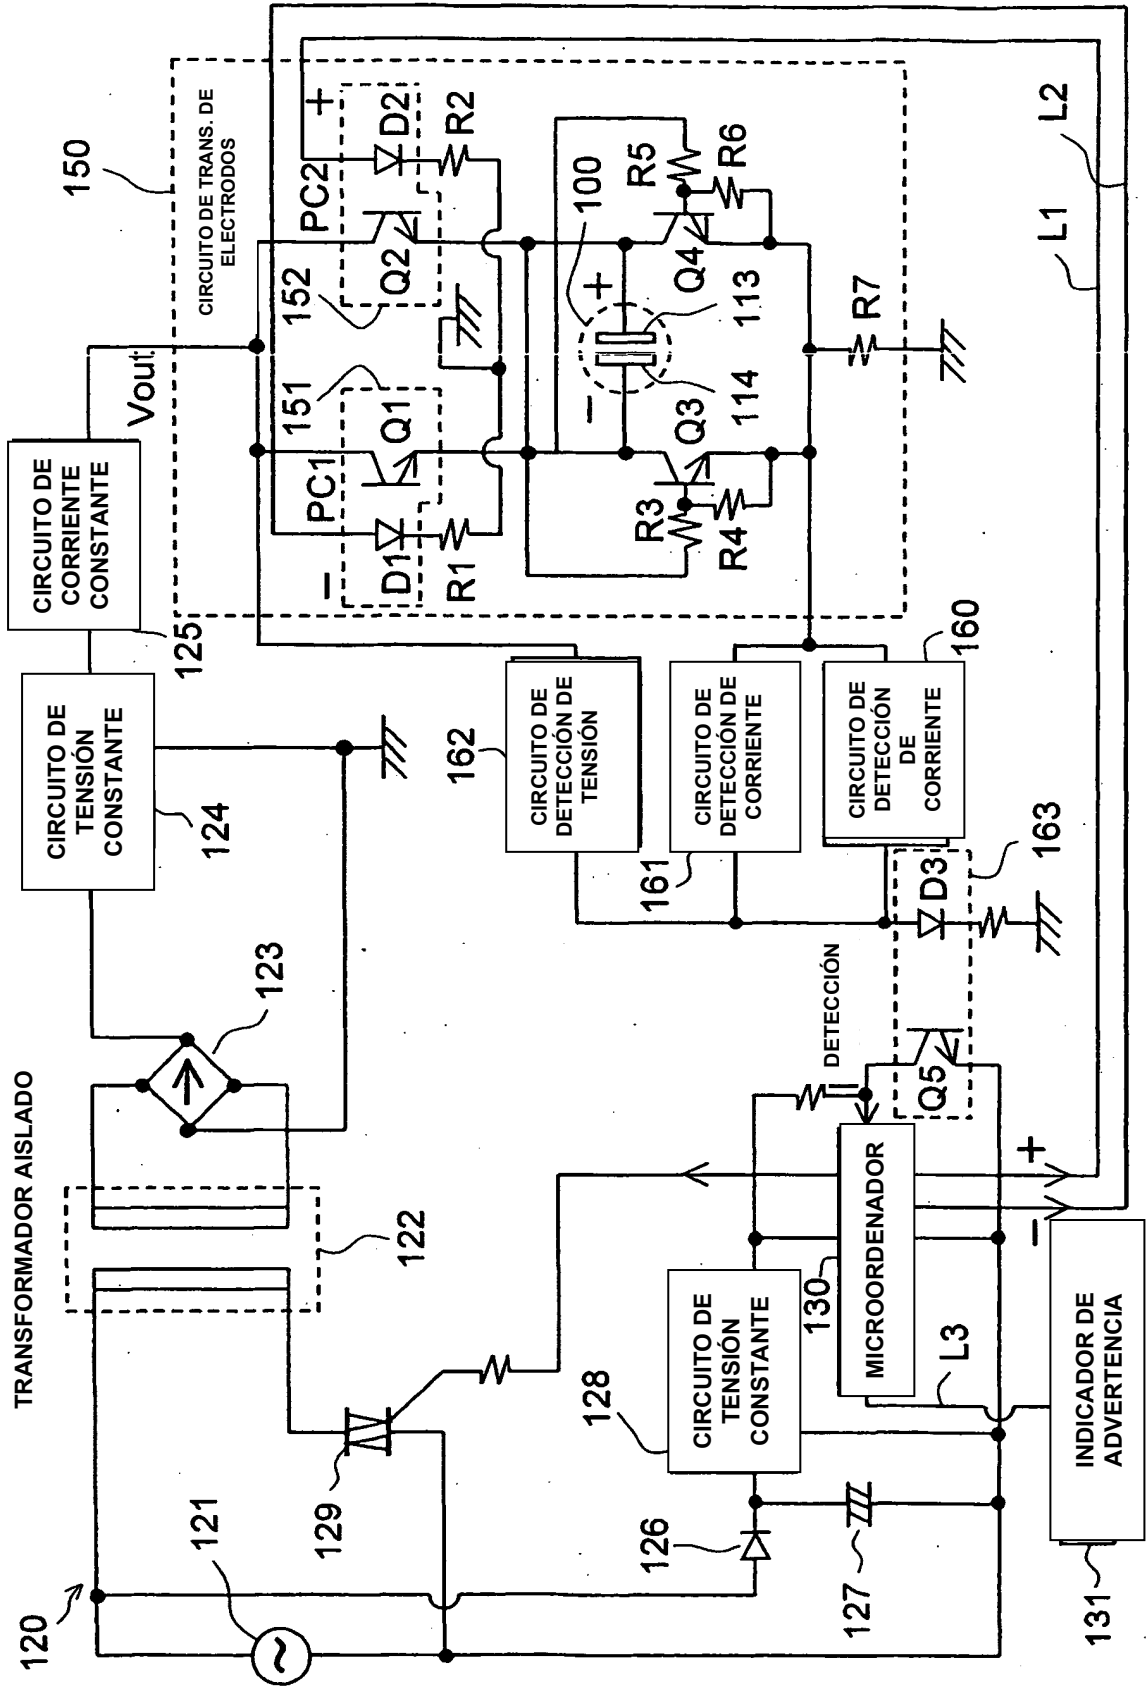 120
121
TRANSFORMADOR AISLADO
122
123
CIRCUITO DE
TENSIÓN
CONSTANTE
124
CIRCUITO DE
CORRIENTE
CONSTANTE
125
Vout
150
CIRCUITO DE TRANS. DE
ELECTRODOS
129
162
CIRCUITO DE
DETECCIÓN DE
TENSIÓN
PC1
151
Q1
D1
−
R1
PC2
152
Q2
D2
+
R2
126
127
128
CIRCUITO DE
TENSIÓN
CONSTANTE
161
CIRCUITO DE
DETECCIÓN DE
CORRIENTE
R3
R4
Q3
−
114
100
+
113
Q4
R5
R6
130
MICROORDENADOR
DETECCIÓN
Q5
D3
163
CIRCUITO DE
DETECCIÓN
DE
CORRIENTE
160
R7
L3
−
+
L1
L2
131
INDICADOR DE
ADVERTENCIA